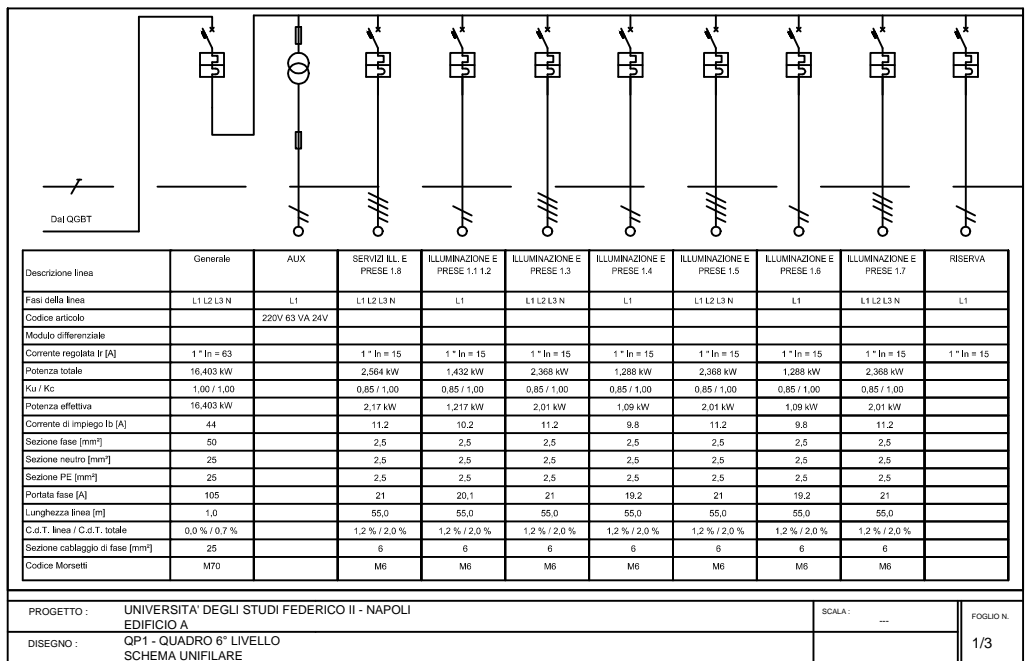 Dal QGBT
Descrizione linea | Generale | AUX | SERVIZI ILL. E PRESE 1.8 | ILLUMINAZIONE E PRESE 1.1 1.2 | ILLUMINAZIONE E PRESE 1.3 | ILLUMINAZIONE E PRESE 1.4 | ILLUMINAZIONE E PRESE 1.5 | ILLUMINAZIONE E PRESE 1.6 | ILLUMINAZIONE E PRESE 1.7 | RISERVA
Fasi della linea | L1 L2 L3 N | L1 | L1 L2 L3 N | L1 | L1 L2 L3 N | L1 | L1 L2 L3 N | L1 | L1 L2 L3 N | L1
Codice articolo | 220V 63 VA 24V
Modulo differenziale
Corrente regolata Ir [A] | 1 * In = 63 | 1 * In = 15 | 1 * In = 15 | 1 * In = 15 | 1 * In = 15 | 1 * In = 15 | 1 * In = 15 | 1 * In = 15 | 1 * In = 15
Potenza totale | 16,403 kW | 2,564 kW | 1,432 kW | 2,368 kW | 1,288 kW | 2,368 kW | 1,288 kW | 2,368 kW
Ku / Kc | 1,00 / 1,00 | 0,85 / 1,00 | 0,85 / 1,00 | 0,85 / 1,00 | 0,85 / 1,00 | 0,85 / 1,00 | 0,85 / 1,00 | 0,85 / 1,00
Potenza effettiva | 16,403 kW | 2,17 kW | 1,217 kW | 2,01 kW | 1,09 kW | 2,01 kW | 1,09 kW | 2,01 kW
Corrente di impiego Ib [A] | 44 | 11.2 | 10.2 | 11.2 | 9.8 | 11.2 | 9.8 | 11.2
Sezione fase [mm²] | 50 | 2,5 | 2,5 | 2,5 | 2,5 | 2,5 | 2,5 | 2,5
Sezione neutro [mm²] | 25 | 2,5 | 2,5 | 2,5 | 2,5 | 2,5 | 2,5 | 2,5
Sezione PE [mm²] | 25 | 2,5 | 2,5 | 2,5 | 2,5 | 2,5 | 2,5 | 2,5
Portata fase [A] | 105 | 21 | 20,1 | 21 | 19.2 | 21 | 19.2 | 21
Lunghezza linea [m] | 1,0 | 55,0 | 55,0 | 55,0 | 55,0 | 55,0 | 55,0 | 55,0
C.d.T. linea / C.d.T. totale | 0,0 % / 0,7 % | 1,2 % / 2,0 % | 1,2 % / 2,0 % | 1,2 % / 2,0 % | 1,2 % / 2,0 % | 1,2 % / 2,0 % | 1,2 % / 2,0 % | 1,2 % / 2,0 %
Sezione cablaggio di fase [mm²] | 25 | 6 | 6 | 6 | 6 | 6 | 6 | 6
Codice Morsetti | M70 | M6 | M6 | M6 | M6 | M6 | M6 | M6
PROGETTO : UNIVERSITA' DEGLI STUDI FEDERICO II - NAPOLI
EDIFICIO A
SCALA : ---
FOGLIO N.
1/3
DISEGNO : QP1 - QUADRO 6° LIVELLO
SCHEMA UNIFILARE